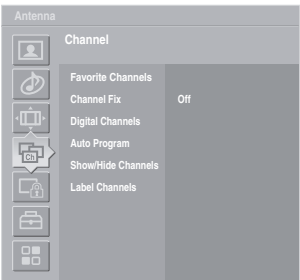 Antenna
Channel
Favorite Channels
Channel Fix Off
Digital Channels
Auto Program
Ch
Show/Hide Channels
Label Channels